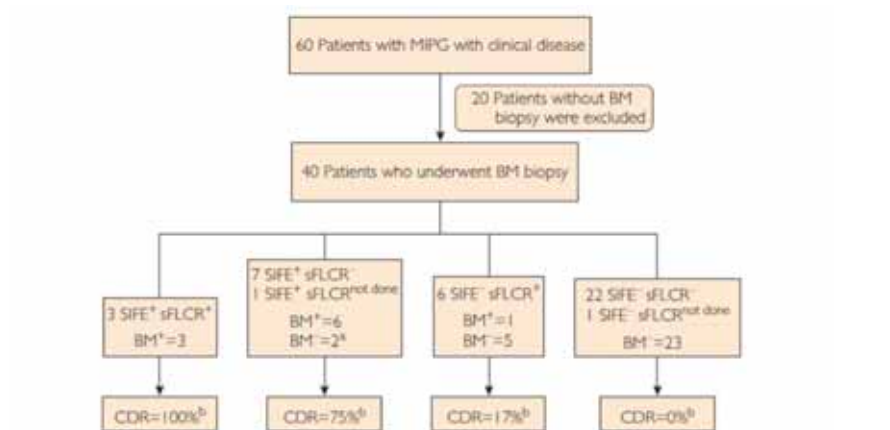 60 Patients with MIPG with clinical disease
20 Patients without BM
biopsy were excluded
40 Patients who underwent BM biopsy
3 SIFE⁺ sFLCR⁺
BM⁺=3
7 SIFE⁺ sFLCR⁻
1 SIFE⁺ sFLCRⁿᵒᵗ ᵈᵒⁿᵉ
BM⁺=6
BM⁻=2ᵃ
6 SIFE⁻ sFLCR⁺
BM⁺=1
BM⁻=5
22 SIFE⁻ sFLCR⁻
1 SIFE⁻ sFLCRⁿᵒᵗ ᵈᵒⁿᵉ
BM⁻=23
CDR=100%ᵇ
CDR=75%ᵇ
CDR=17%ᵇ
CDR=0%ᵇ